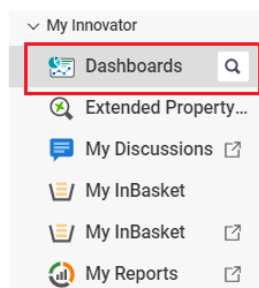 My Innovator
Dashboards
Extended Property...
My Discussions
My InBasket
My InBasket
My Reports